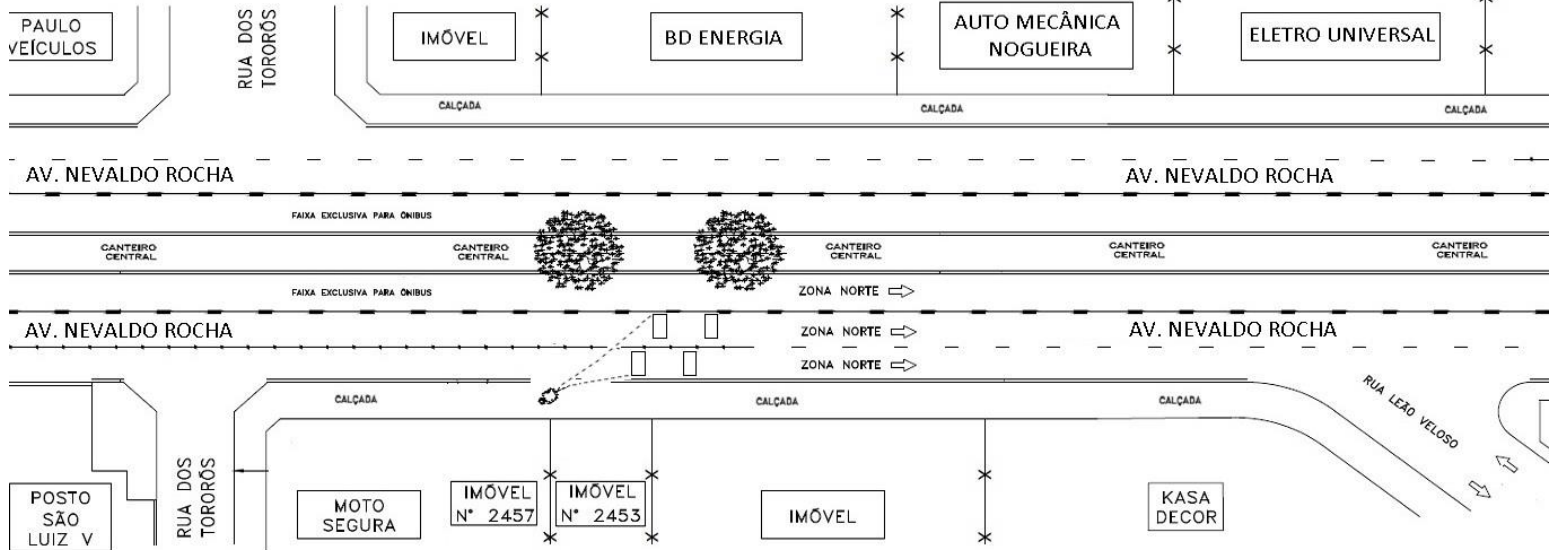 PAULO
VEÍCULOS
RUA DOS
TORORÓS
IMÓVEL
BD ENERGIA
AUTO MECÂNICA
NOGUEIRA
ELETRO UNIVERSAL
CALÇADA
CALÇADA
CALÇADA
AV. NEVALDO ROCHA
AV. NEVALDO ROCHA
FAIXA EXCLUSIVA PARA ÔNIBUS
CANTEIRO
CENTRAL
CANTEIRO
CENTRAL
CANTEIRO
CENTRAL
CANTEIRO
CENTRAL
CANTEIRO
CENTRAL
FAIXA EXCLUSIVA PARA ÔNIBUS
ZONA NORTE
AV. NEVALDO ROCHA
ZONA NORTE
AV. NEVALDO ROCHA
ZONA NORTE
CALÇADA
CALÇADA
CALÇADA
RUA LEÃO VELOSO
POSTO
SÃO
LUIZ V
RUA DOS
TORORÓS
MOTO
SEGURA
IMÓVEL
N° 2457
IMÓVEL
N° 2453
IMÓVEL
KASA
DECOR